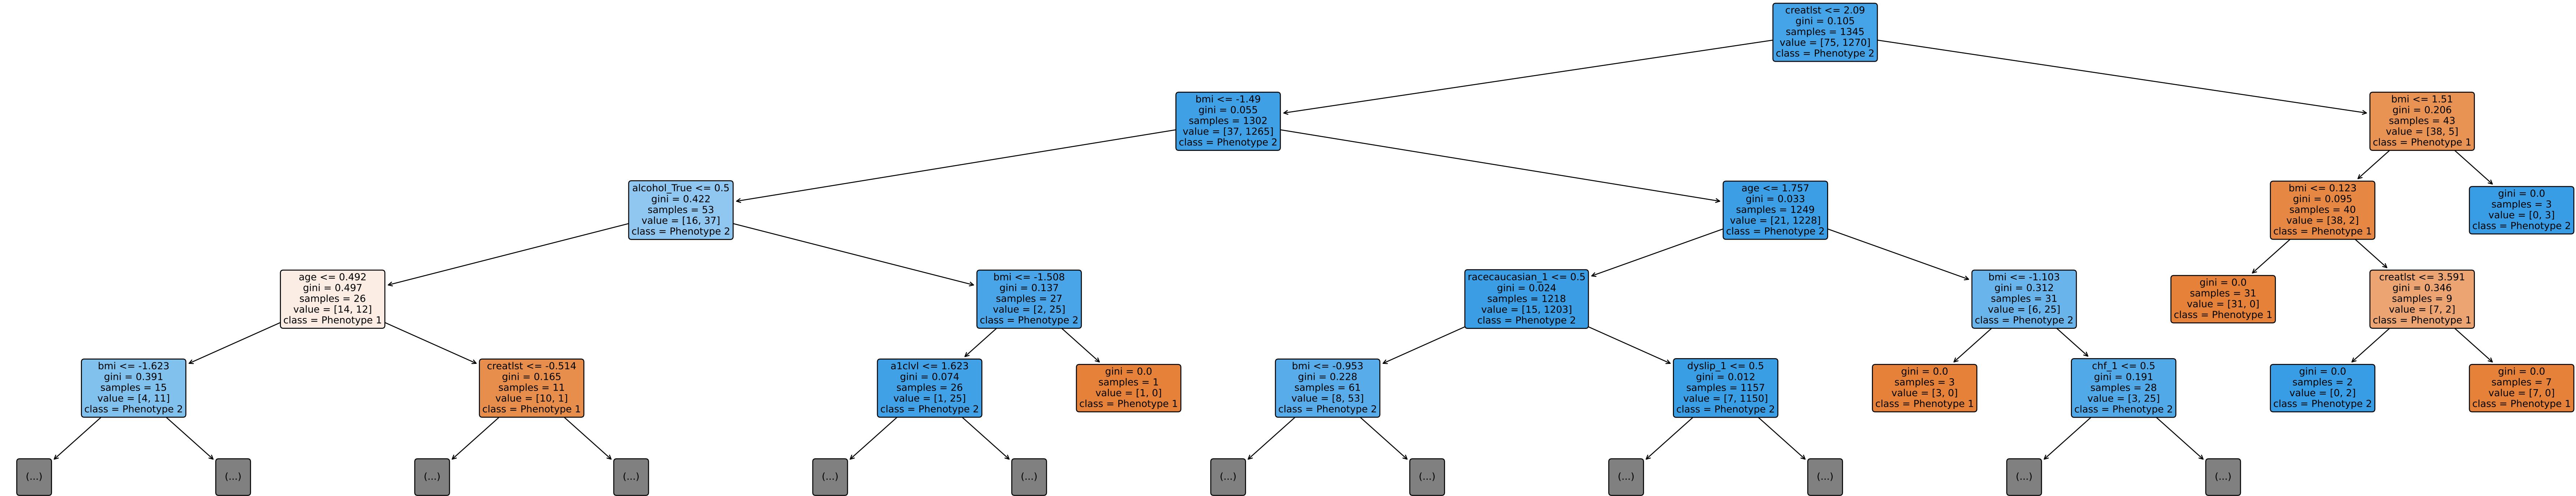 creatlst <= 2.09
gini = 0.105
samples = 1345
value = [75, 1270]
class = Phenotype 2
bmi <= -1.49
gini = 0.055
samples = 1302
value = [37, 1265]
class = Phenotype 2
bmi <= 1.51
gini = 0.206
samples = 43
value = [38, 5]
class = Phenotype 1
alcohol_True <= 0.5
gini = 0.422
samples = 53
value = [16, 37]
class = Phenotype 2
age <= 1.757
gini = 0.033
samples = 1249
value = [21, 1228]
class = Phenotype 2
bmi <= 0.123
gini = 0.095
samples = 40
value = [38, 2]
class = Phenotype 1
gini = 0.0
samples = 3
value = [0, 3]
class = Phenotype 2
age <= 0.492
gini = 0.497
samples = 26
value = [14, 12]
class = Phenotype 1
bmi <= -1.508
gini = 0.137
samples = 27
value = [2, 25]
class = Phenotype 2
racecaucasian_1 <= 0.5
gini = 0.024
samples = 1218
value = [15, 1203]
class = Phenotype 2
bmi <= -1.103
gini = 0.312
samples = 31
value = [6, 25]
class = Phenotype 2
gini = 0.0
samples = 31
value = [31, 0]
class = Phenotype 1
creatlst <= 3.591
gini = 0.346
samples = 9
value = [7, 2]
class = Phenotype 1
bmi <= -1.623
gini = 0.391
samples = 15
value = [4, 11]
class = Phenotype 2
creatlst <= -0.514
gini = 0.165
samples = 11
value = [10, 1]
class = Phenotype 1
a1clvl <= 1.623
gini = 0.074
samples = 26
value = [1, 25]
class = Phenotype 2
gini = 0.0
samples = 1
value = [1, 0]
class = Phenotype 1
bmi <= -0.953
gini = 0.228
samples = 61
value = [8, 53]
class = Phenotype 2
dyslip_1 <= 0.5
gini = 0.012
samples = 1157
value = [7, 1150]
class = Phenotype 2
gini = 0.0
samples = 3
value = [3, 0]
class = Phenotype 1
chf_1 <= 0.5
gini = 0.191
samples = 28
value = [3, 25]
class = Phenotype 2
gini = 0.0
samples = 2
value = [0, 2]
class = Phenotype 2
gini = 0.0
samples = 7
value = [7, 0]
class = Phenotype 1
(...)
(...)
(...)
(...)
(...)
(...)
(...)
(...)
(...)
(...)
(...)
(...)